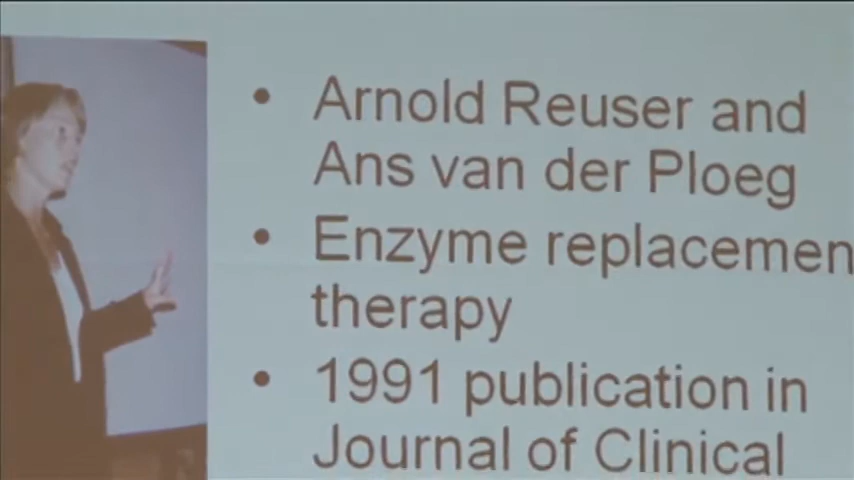 • Arnold Reuser and
Ans van der Ploeg
• Enzyme replacemen
therapy
• 1991 publication in
Journal of Clinical